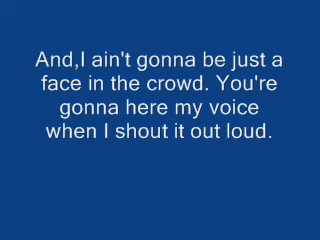 And,I ain't gonna be just a
face in the crowd. You're
gonna here my voice
when I shout it out loud.